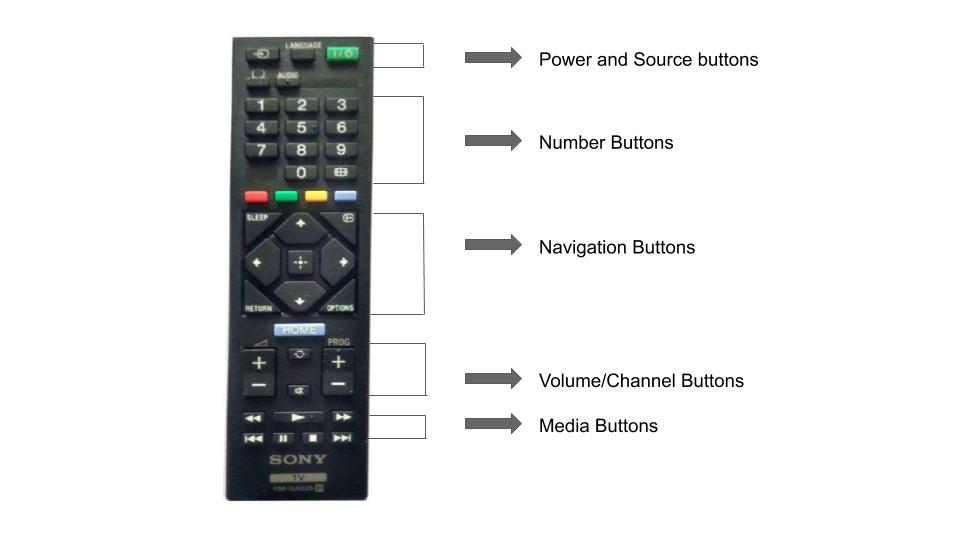 LANGUAGE
I/⏻
Power and Source buttons
AUDIO
1 2 3
4 5 6
7 8 9
0
Number Buttons
SLEEP
Navigation Buttons
RETURN OPTIONS
HOME
PROG
+ +
− −
Volume/Channel Buttons
Media Buttons
SONY
TV